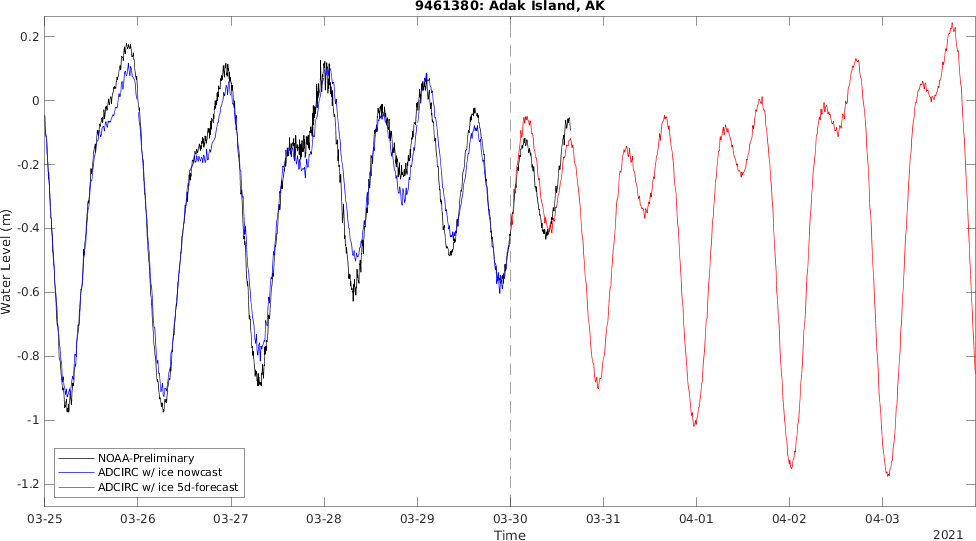 9461380: Adak Island, AK
Water Level (m)
0.2
0
-0.2
-0.4
-0.6
-0.8
-1
-1.2
NOAA-Preliminary
ADCIRC w/ ice nowcast
ADCIRC w/ ice 5d-forecast
03-25 03-26 03-27 03-28 03-29 03-30 03-31 04-01 04-02 04-03
Time
2021